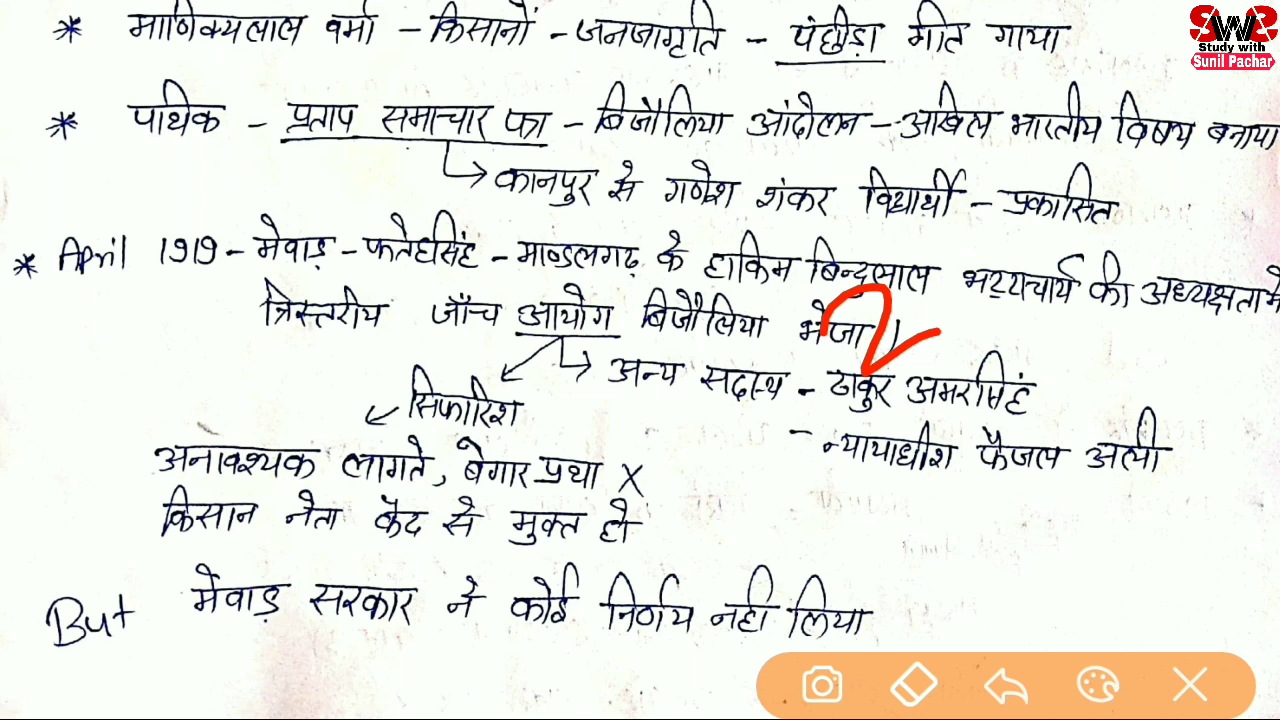 * माणिक्यलाल वर्मा - किसानों - जनजागृति - पंछीड़ा गीत गाया
SWS
Study with
Sunil Pachar
* पथिक - प्रताप समाचार पत्र - बिजौलिया आंदोलन - अखिल भारतीय विषय बनाया
→ कानपुर से गणेश शंकर विद्यार्थी - प्रकासित
* April 1919 - मेवाड़ - फतेहसिंह - माण्डलगढ़ के हाकिम बिन्दुलाल भट्टाचार्य की अध्यक्षता में
त्रिस्तरीय जाँच आयोग बिजौलिया भेजा।
→ अन्य सदस्य - ठाकुर अमरसिंह
सिफारिश
- न्यायाधीश फैजल अली
अनावश्यक लागते, बेगार प्रथा X
किसान नेता कैद से मुक्त हो
But मेवाड़ सरकार ने कोई निर्णय नही लिया